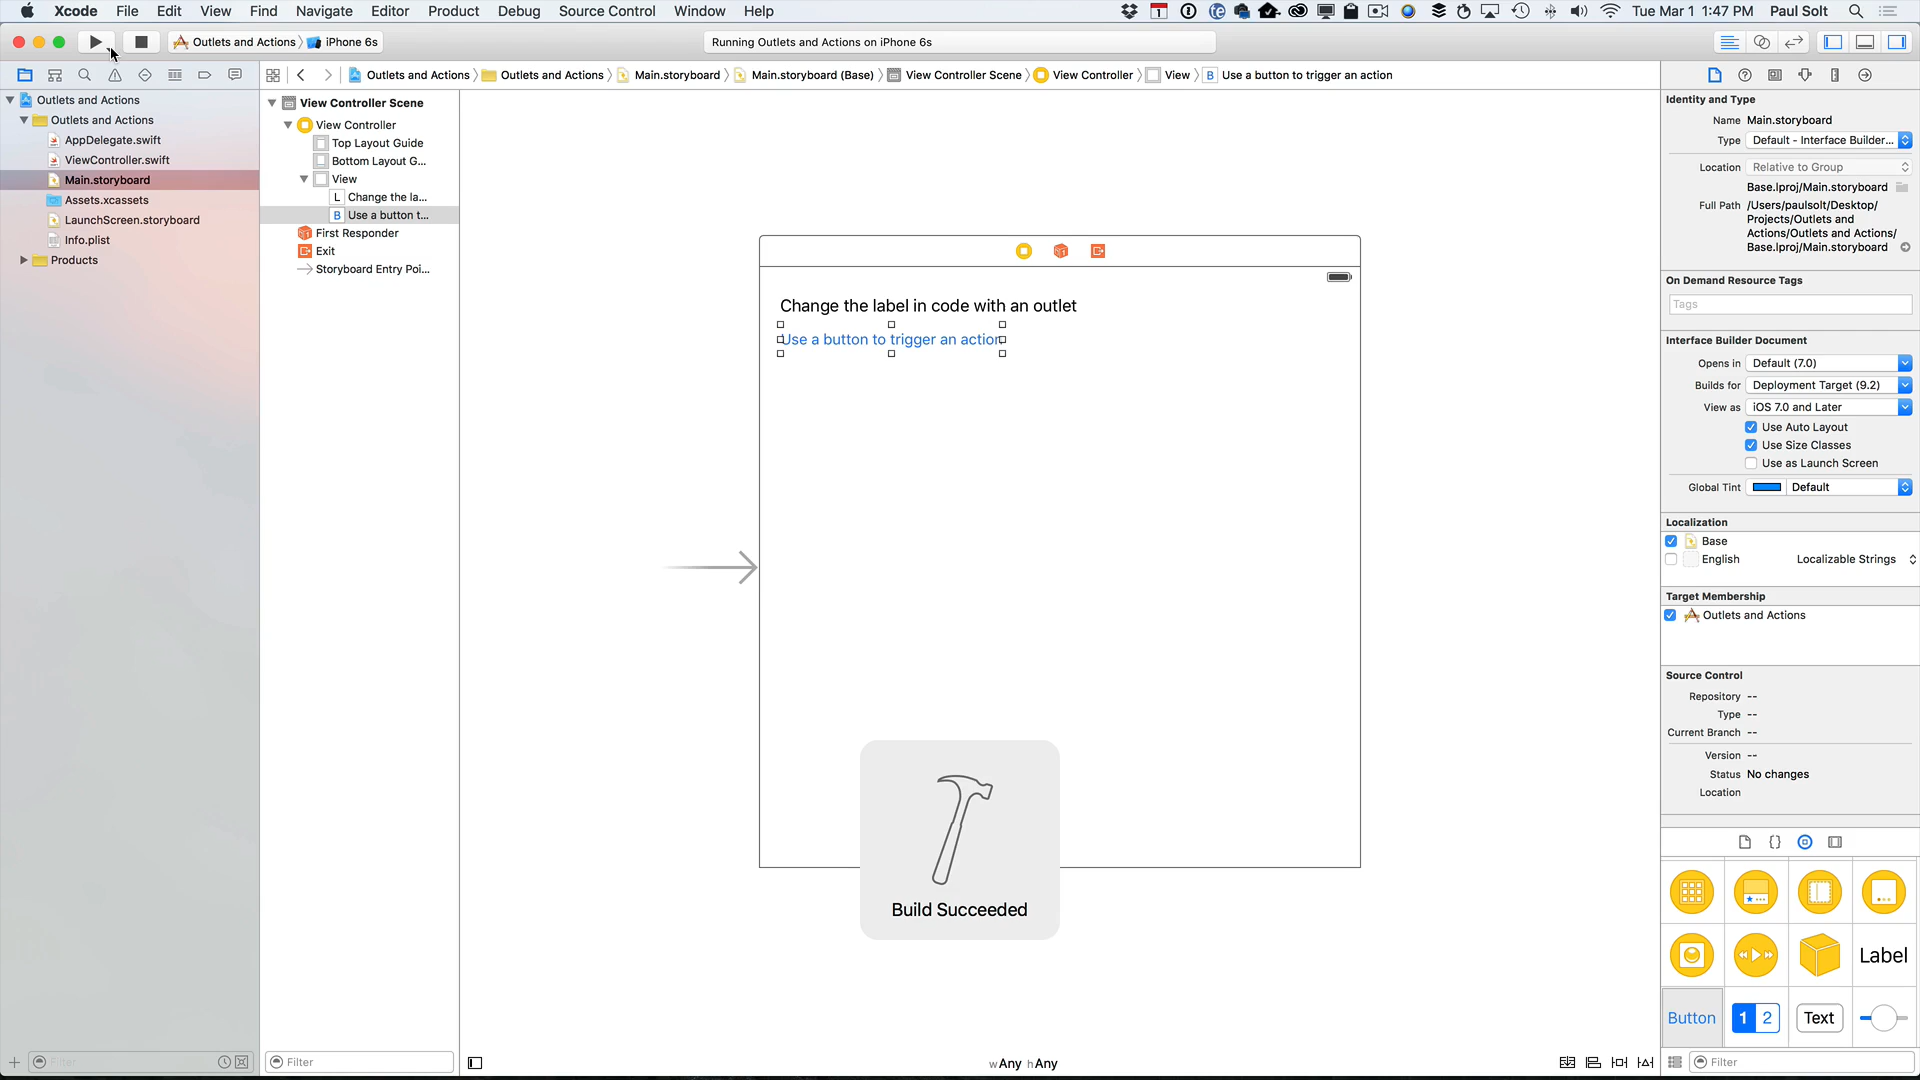 Xcode File Edit View Find Navigate Editor Product Debug Source Control Window Help
1 Tue Mar 1 1:47 PM Paul Solt
Outlets and Actions iPhone 6s
Running Outlets and Actions on iPhone 6s
Outlets and Actions Outlets and Actions Main.storyboard Main.storyboard (Base) View Controller Scene View Controller View B Use a button to trigger an action
Outlets and Actions
Outlets and Actions
AppDelegate.swift
ViewController.swift
Main.storyboard
Assets.xcassets
LaunchScreen.storyboard
Info.plist
Products
Filter
View Controller Scene
View Controller
Top Layout Guide
Bottom Layout G...
View
L Change the la...
B Use a button t...
First Responder
Exit
Storyboard Entry Poi...
Filter
Change the label in code with an outlet
Use a button to trigger an action
Build Succeeded
wAny hAny
Identity and Type
Name Main.storyboard
Type Default - Interface Builder...
Location Relative to Group
Base.lproj/Main.storyboard
Full Path /Users/paulsolt/Desktop/
Projects/Outlets and
Actions/Outlets and Actions/
Base.lproj/Main.storyboard
On Demand Resource Tags
Tags
Interface Builder Document
Opens in Default (7.0)
Builds for Deployment Target (9.2)
View as iOS 7.0 and Later
Use Auto Layout
Use Size Classes
Use as Launch Screen
Global Tint Default
Localization
Base
English Localizable Strings
Target Membership
Outlets and Actions
Source Control
Repository --
Type --
Current Branch --
Version --
Status No changes
Location
{}
Label
Button 1 2 Text
Filter